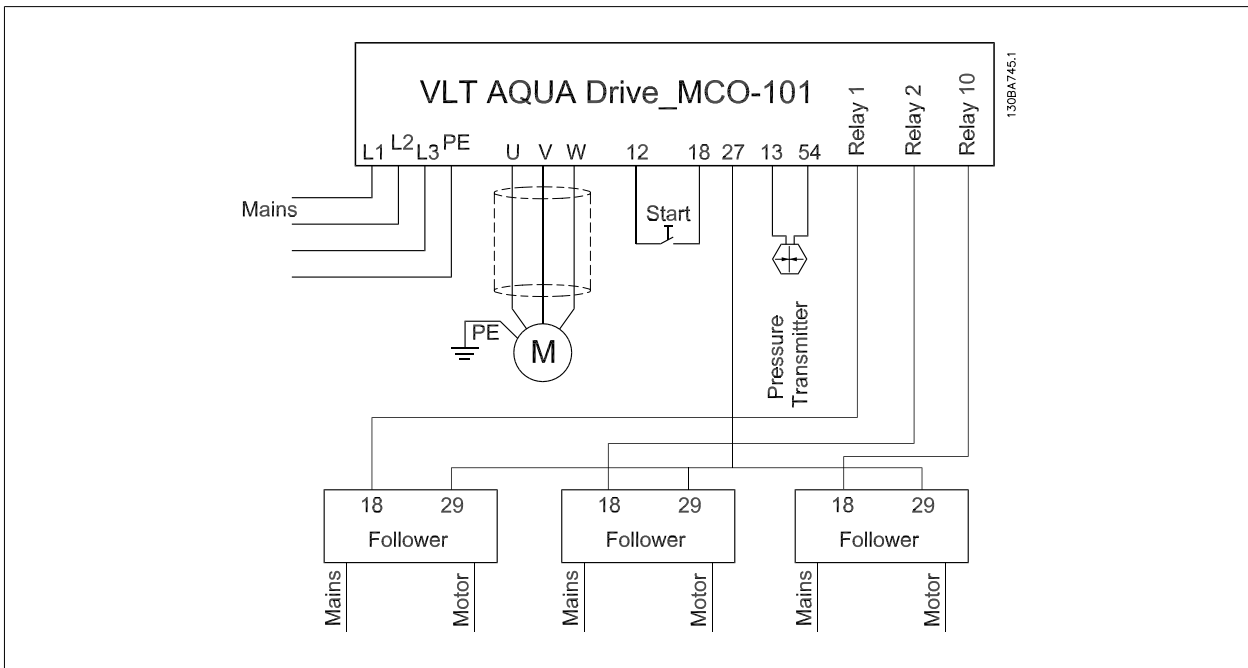 130BA745.1
VLT AQUA Drive_MCO-101
Relay 1
Relay 2
Relay 10
L1 L2 L3 PE U V W 12 18 27 13 54
Mains
Start
PE
M
Pressure
Transmitter
18 29 18 29 18 29
Follower Follower Follower
Mains Motor Mains Motor Mains Motor